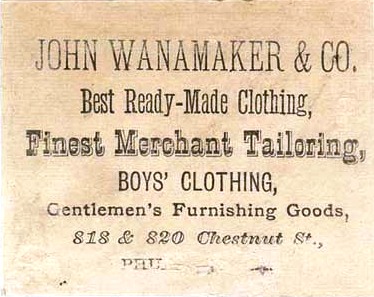 JOHN WANAMAKER & CO.
Best Ready-Made Clothing,
Finest Merchant Tailoring,
BOYS' CLOTHING,
Gentlemen's Furnishing Goods,
818 & 820 Chestnut St.,